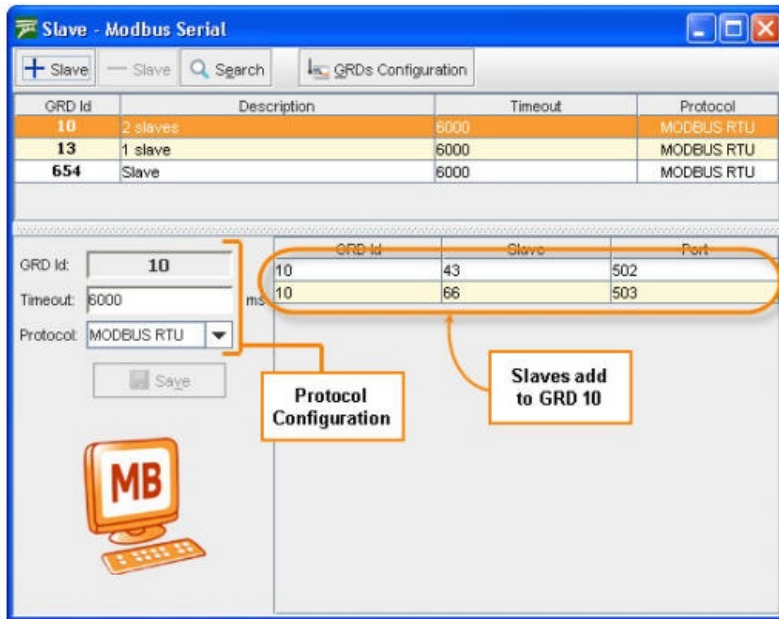 Slave - Modbus Serial
Slave Slave Search GRDs Configuration
GRD Id Description Timeout Protocol
10 2 slaves 6000 MODBUS RTU
13 1 slave 6000 MODBUS RTU
654 Slave 6000 MODBUS RTU
GRD Id: 10
Timeout: 6000 ms
Protocol: MODBUS RTU
Save
GRD Id Slave Port
10 43 502
10 66 503
Protocol
Configuration
Slaves add
to GRD 10
MB